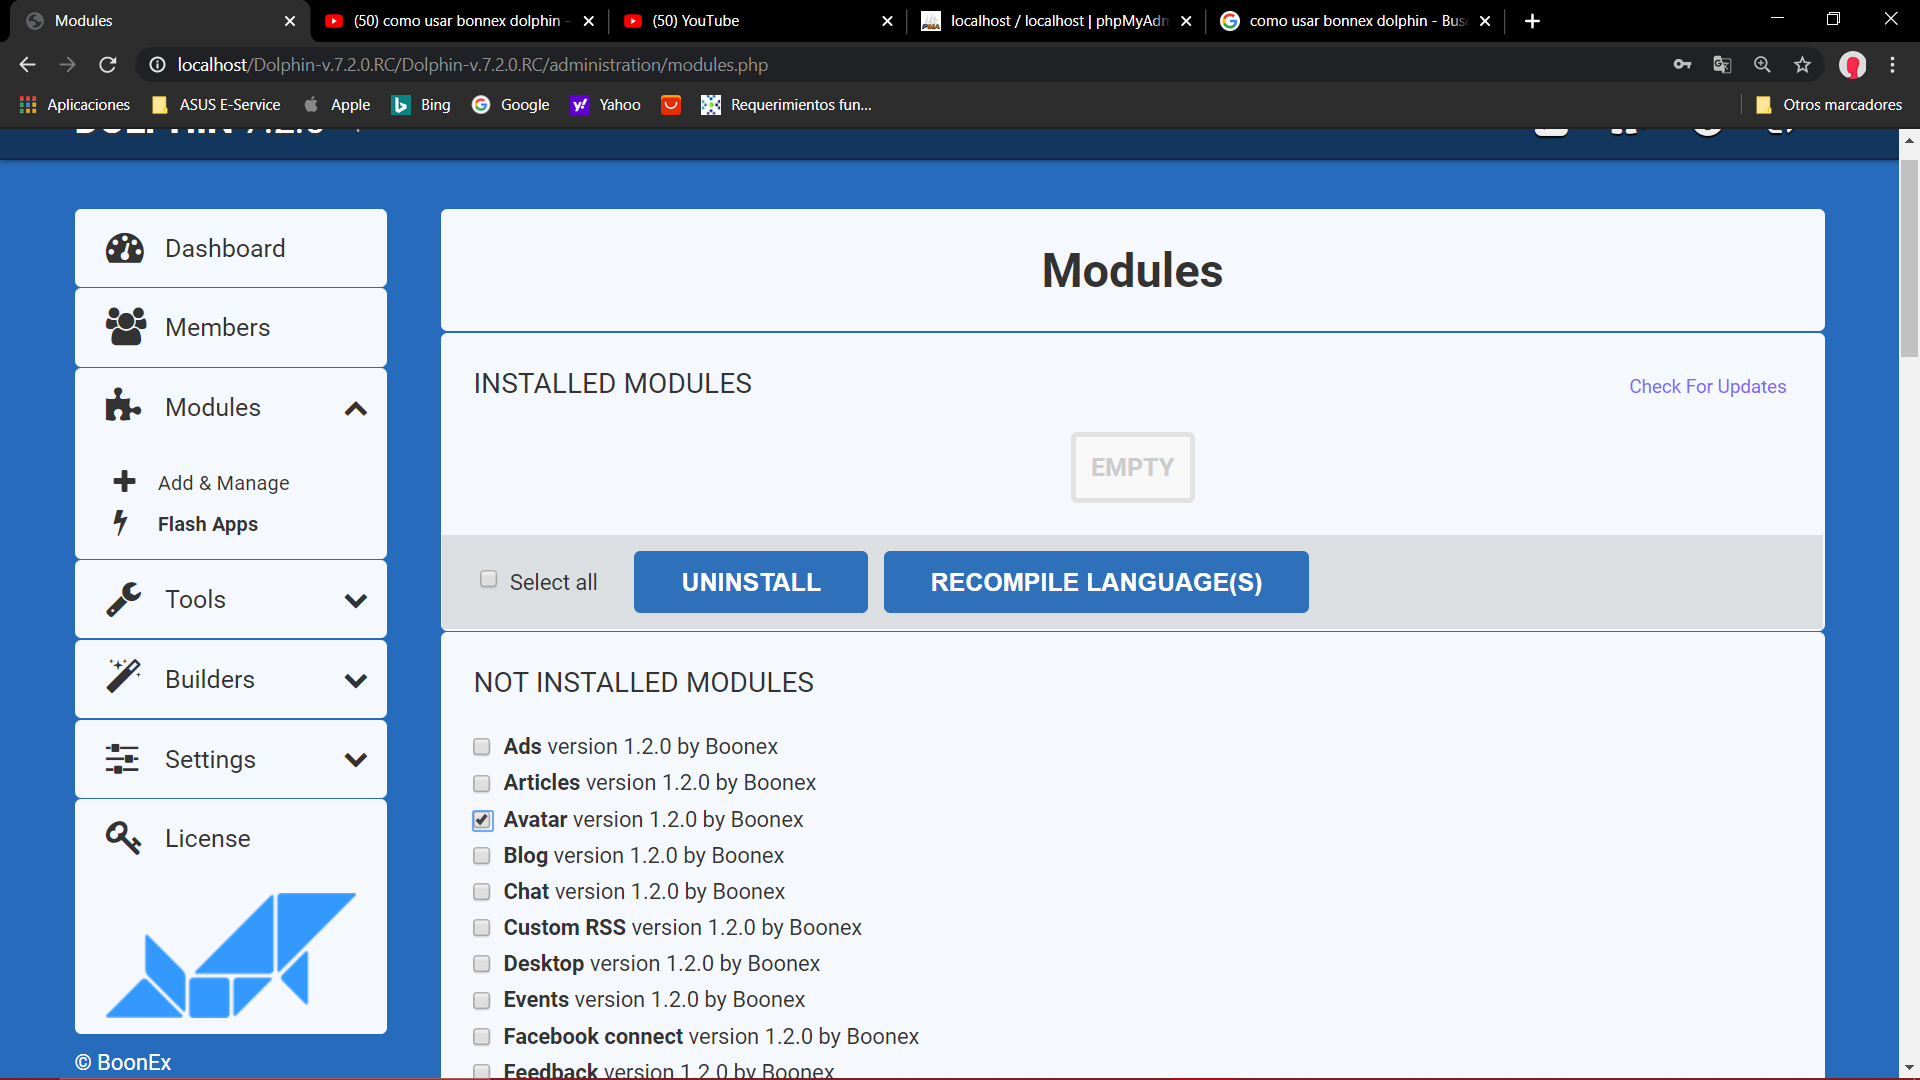 Modules
(50) como usar bonnex dolphin -
(50) YouTube
localhost / localhost | phpMyAdm
como usar bonnex dolphin - Bus
localhost/Dolphin-v.7.2.0.RC/Dolphin-v.7.2.0.RC/administration/modules.php
Aplicaciones
ASUS E-Service
Apple
Bing
Google
Yahoo
Requerimientos fun...
Otros marcadores
DOLPHIN 7.2.0
Dashboard
Members
Modules
Add & Manage
Flash Apps
Tools
Builders
Settings
License
© BoonEx
Modules
INSTALLED MODULES
Check For Updates
EMPTY
Select all
UNINSTALL
RECOMPILE LANGUAGE(S)
NOT INSTALLED MODULES
Ads version 1.2.0 by Boonex
Articles version 1.2.0 by Boonex
Avatar version 1.2.0 by Boonex
Blog version 1.2.0 by Boonex
Chat version 1.2.0 by Boonex
Custom RSS version 1.2.0 by Boonex
Desktop version 1.2.0 by Boonex
Events version 1.2.0 by Boonex
Facebook connect version 1.2.0 by Boonex
Feedback version 1.2.0 by Boonex